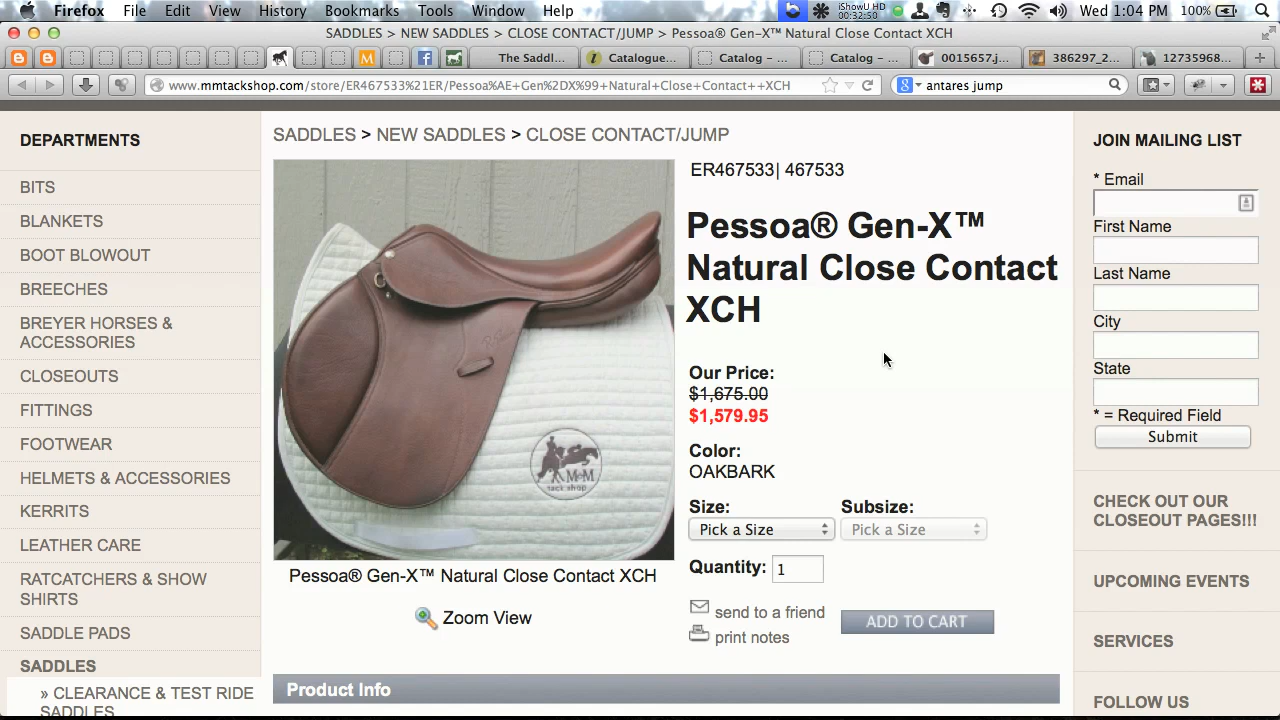 Firefox File Edit View History Bookmarks Tools Window Help
iShowU HD
00:32:50
Wed 1:04 PM 100%
SADDLES > NEW SADDLES > CLOSE CONTACT/JUMP > Pessoa® Gen-X™ Natural Close Contact XCH
The Saddl... Catalogue... Catalog – ... Catalog – ... 0015657.j... 386297_2... 12735968...
www.mmtackshop.com/store/ER467533%21ER/Pessoa%AE+Gen%2DX%99+Natural+Close+Contact++XCH
antares jump
DEPARTMENTS
BITS
BLANKETS
BOOT BLOWOUT
BREECHES
BREYER HORSES &
ACCESSORIES
CLOSEOUTS
FITTINGS
FOOTWEAR
HELMETS & ACCESSORIES
KERRITS
LEATHER CARE
RATCATCHERS & SHOW
SHIRTS
SADDLE PADS
SADDLES
» CLEARANCE & TEST RIDE
SADDLES
SADDLES > NEW SADDLES > CLOSE CONTACT/JUMP
M&M
tack shop
Pessoa® Gen-X™ Natural Close Contact XCH
Zoom View
ER467533| 467533
Pessoa® Gen-X™
Natural Close Contact
XCH
Our Price:
$1,675.00
$1,579.95
Color:
OAKBARK
Size: Subsize:
Pick a Size Pick a Size
Quantity: 1
send to a friend
print notes
ADD TO CART
Product Info
JOIN MAILING LIST
* Email
First Name
Last Name
City
State
* = Required Field
Submit
CHECK OUT OUR
CLOSEOUT PAGES!!!
UPCOMING EVENTS
SERVICES
FOLLOW US